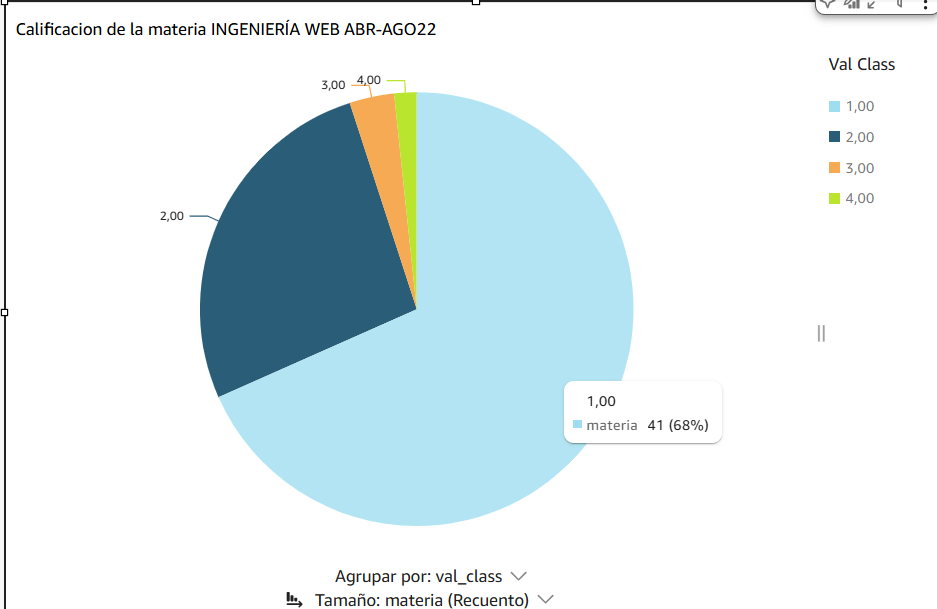 Calificacion de la materia INGENIERÍA WEB ABR-AGO22
Val Class
1,00
2,00
3,00
4,00
3,00
4,00
2,00
1,00
materia 41 (68%)
Agrupar por: val_class
Tamaño: materia (Recuento)